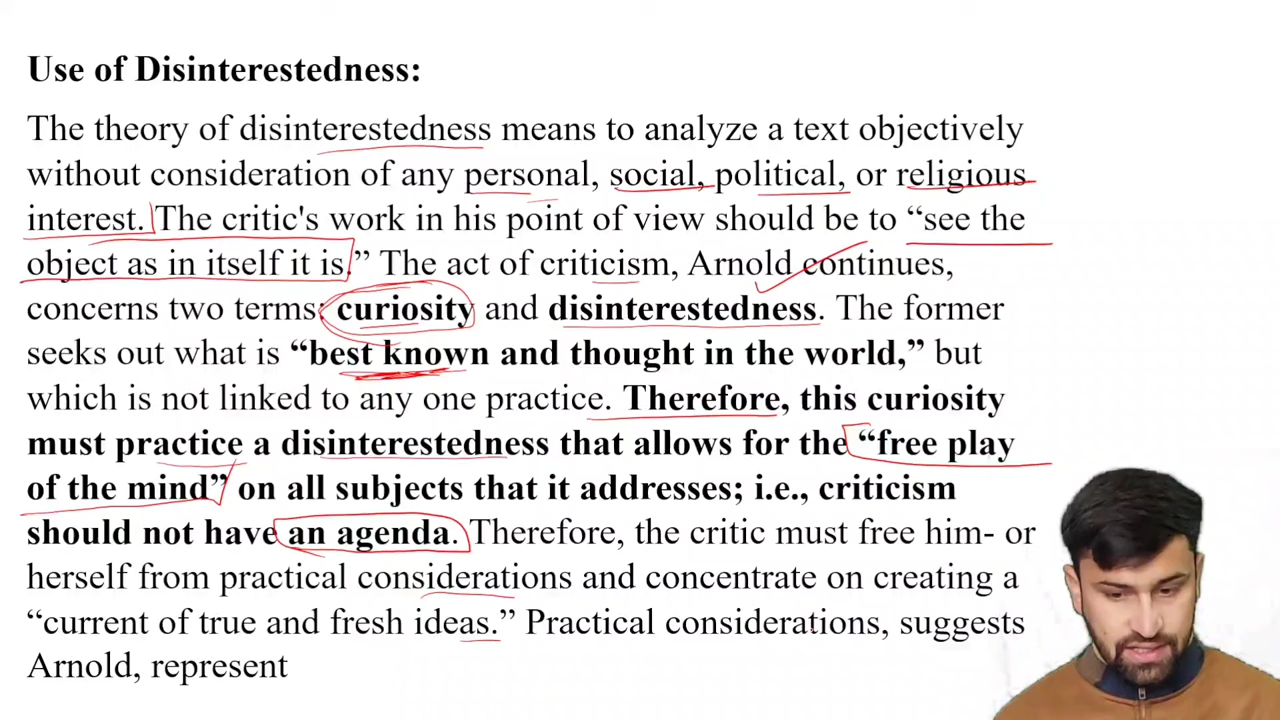 Use of Disinterestedness:
The theory of disinterestedness means to analyze a text objectively
without consideration of any personal, social, political, or religious
interest. The critic's work in his point of view should be to “see the
object as in itself it is.” The act of criticism, Arnold continues,
concerns two terms: curiosity and disinterestedness. The former
seeks out what is “best known and thought in the world,” but
which is not linked to any one practice. Therefore, this curiosity
must practice a disinterestedness that allows for the “free play
of the mind” on all subjects that it addresses; i.e., criticism
should not have an agenda. Therefore, the critic must free him- or
herself from practical considerations and concentrate on creating a
“current of true and fresh ideas.” Practical considerations, suggests
Arnold, represent